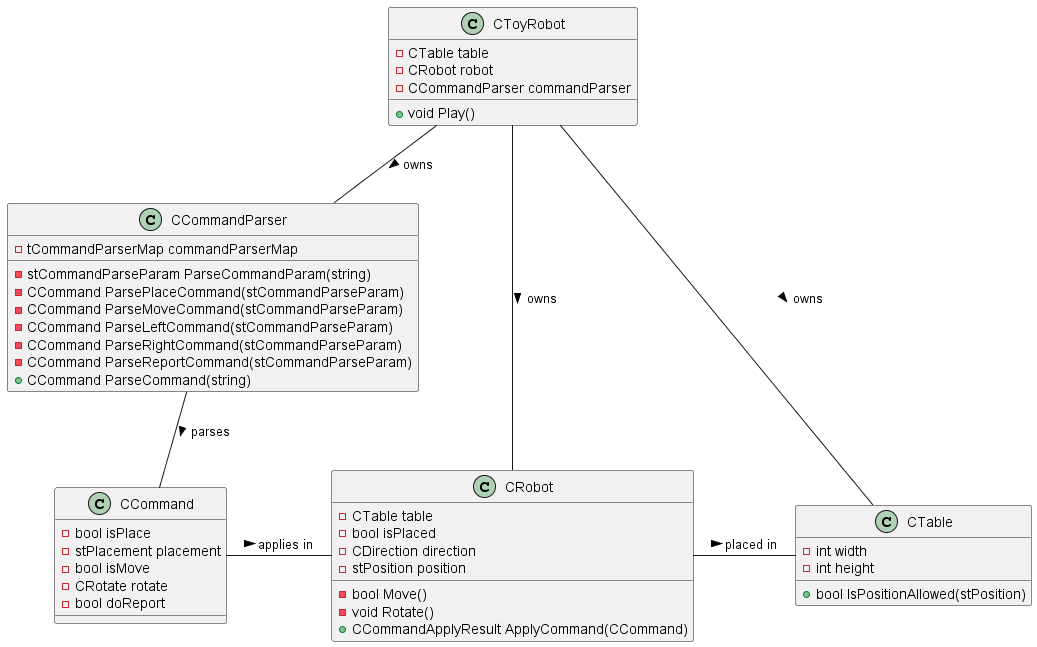 C CToyRobot
CTable table
CRobot robot
CCommandParser commandParser
void Play()
owns
C CCommandParser
tCommandParserMap commandParserMap
stCommandParseParam ParseCommandParam(string)
CCommand ParsePlaceCommand(stCommandParseParam)
CCommand ParseMoveCommand(stCommandParseParam)
CCommand ParseLeftCommand(stCommandParseParam)
CCommand ParseRightCommand(stCommandParseParam)
CCommand ParseReportCommand(stCommandParseParam)
CCommand ParseCommand(string)
owns
owns
parses
C CCommand
bool isPlace
stPlacement placement
bool isMove
CRotate rotate
bool doReport
applies in
C CRobot
CTable table
bool isPlaced
CDirection direction
stPosition position
bool Move()
void Rotate()
CCommandApplyResult ApplyCommand(CCommand)
placed in
C CTable
int width
int height
bool IsPositionAllowed(stPosition)